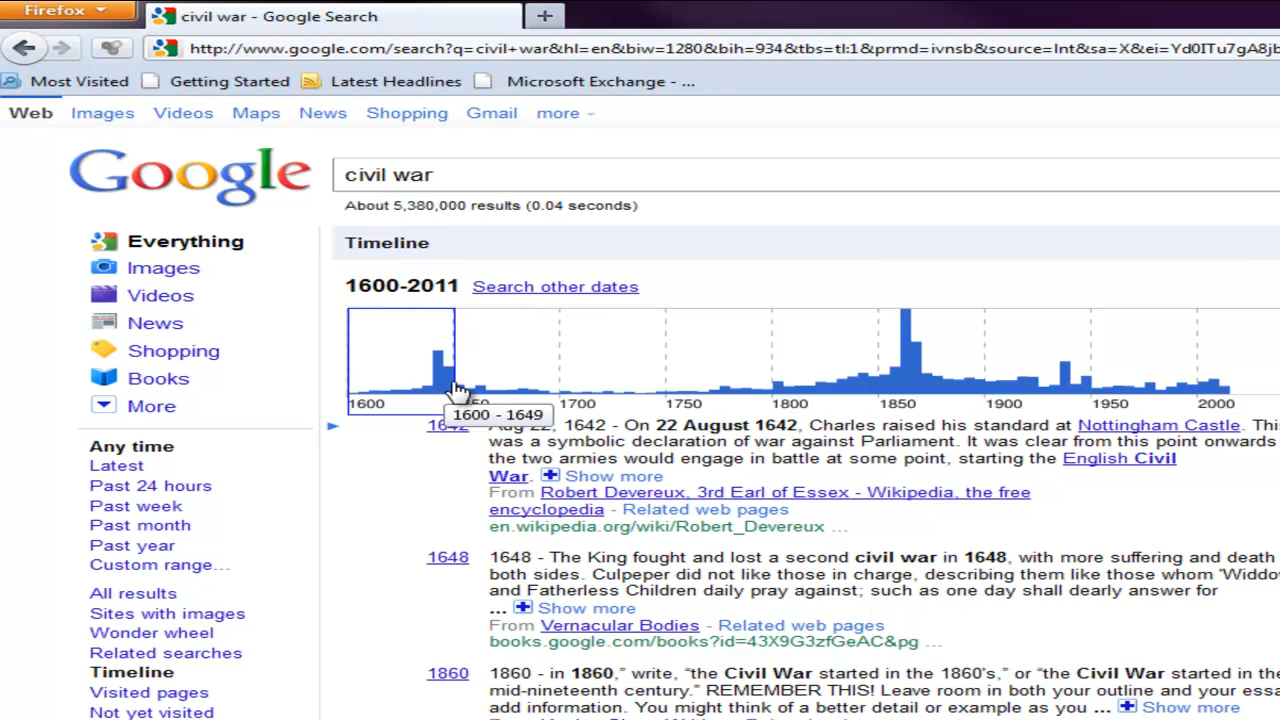 Firefox
civil war - Google Search
http://www.google.com/search?q=civil+war&hl=en&biw=1280&bih=934&tbs=tl:1&prmd=ivnsb&source=lnt&sa=X&ei=Yd0ITu7gA8jb
Most Visited Getting Started Latest Headlines Microsoft Exchange - ...
Web Images Videos Maps News Shopping Gmail more
Google
civil war
About 5,380,000 results (0.04 seconds)
Everything
Images
Videos
News
Shopping
Books
More
Any time
Latest
Past 24 hours
Past week
Past month
Past year
Custom range...
All results
Sites with images
Wonder wheel
Related searches
Timeline
Visited pages
Not yet visited
Timeline
1600-2011 Search other dates
1600 1700 1750 1800 1850 1900 1950 2000
1600 - 1649
1642 Aug 22, 1642 - On 22 August 1642, Charles raised his standard at Nottingham Castle. This
was a symbolic declaration of war against Parliament. It was clear from this point onwards
the two armies would engage in battle at some point, starting the English Civil
War. Show more
From Robert Devereux, 3rd Earl of Essex - Wikipedia, the free
encyclopedia - Related web pages
en.wikipedia.org/wiki/Robert_Devereux ...
1648 1648 - The King fought and lost a second civil war in 1648, with more suffering and death
both sides. Culpeper did not like those in charge, describing them like those whom 'Widdo
and Fatherless Children daily pray against; such as one day shall dearly answer for
... Show more
From Vernacular Bodies - Related web pages
books.google.com/books?id=43X9G3zfGeAC&pg ...
1860 1860 - in 1860,” write, “the Civil War started in the 1860's,” or “the Civil War started in
mid-nineteenth century.” REMEMBER THIS! Leave room in both your outline and your essa
add information. You might think of a better detail or example as you ... Show more